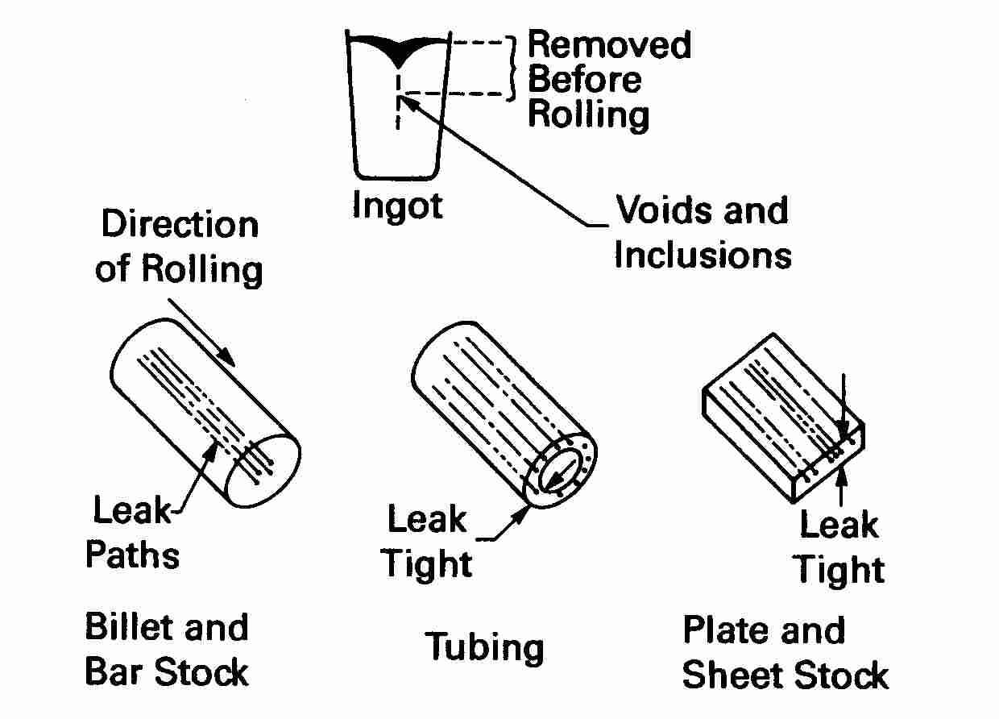 Removed
Before
Rolling
Ingot
Voids and
Inclusions
Direction
of Rolling
Leak
Paths
Leak
Tight
Leak
Tight
Billet and
Bar Stock
Tubing
Plate and
Sheet Stock